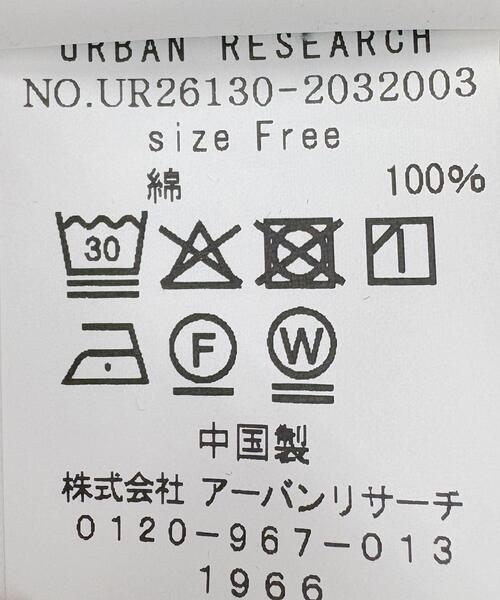 URBAN RESEARCH
NO.UR26130-2032003
size Free
綿 100%
30
F W
中国製
株式会社 アーバンリサーチ
0120-967-013
1966